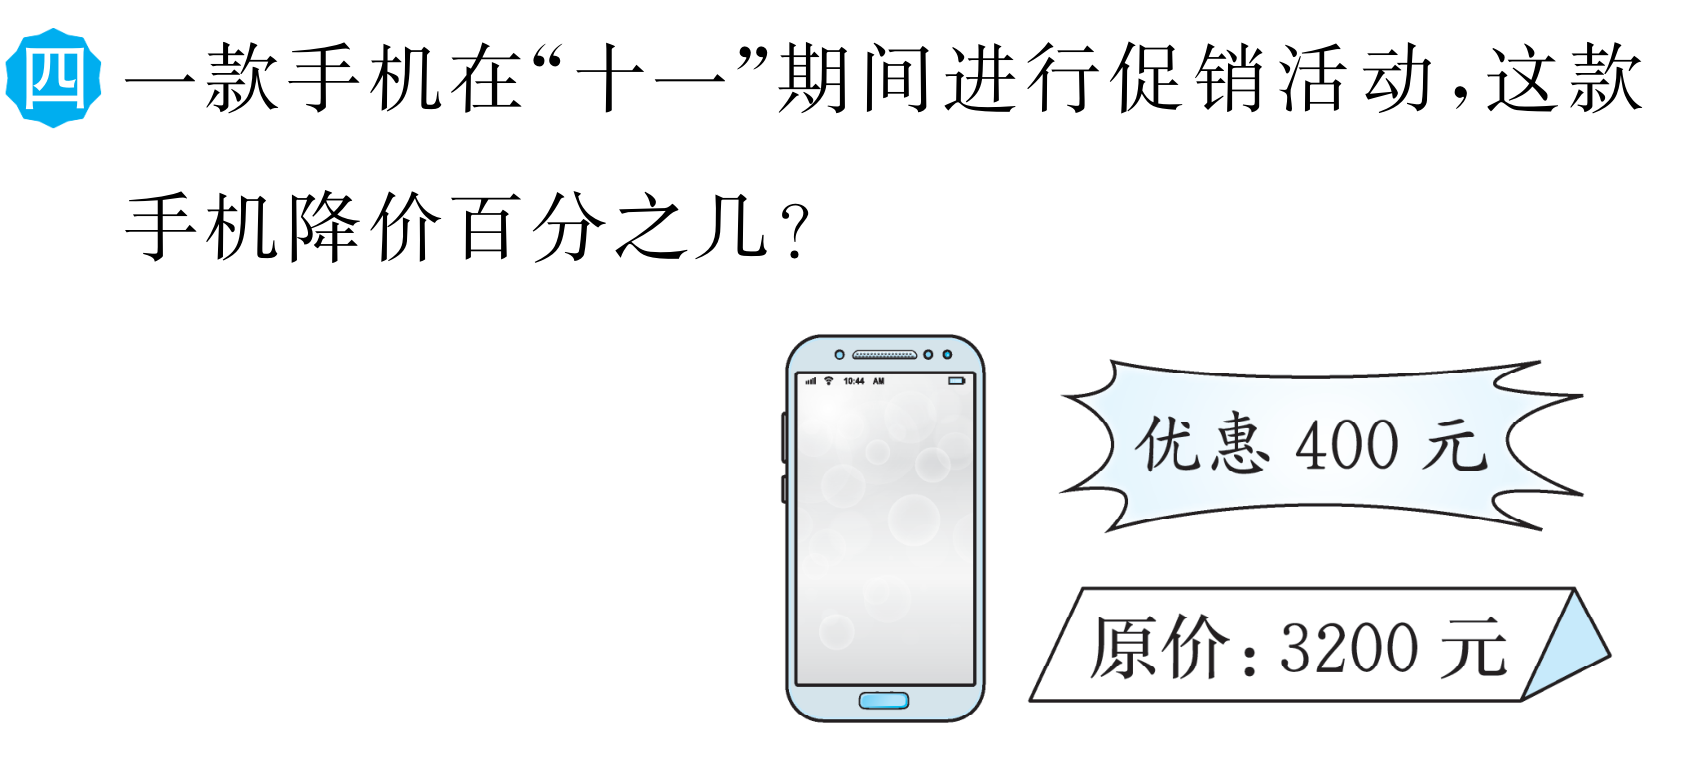 四 一款手机在“十一”期间进行促销活动,这款
手机降价百分之几?
10:44 AM
优惠 400 元
原价:3200 元